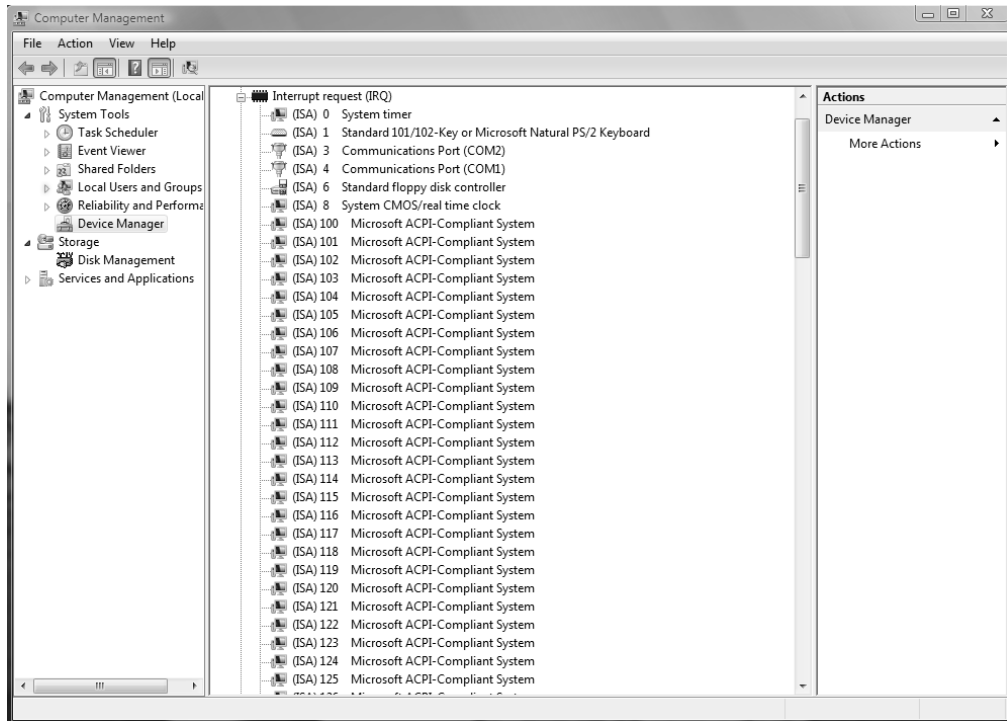 Computer Management
File Action View Help
Computer Management (Local
System Tools
Task Scheduler
Event Viewer
Shared Folders
Local Users and Groups
Reliability and Performa
Device Manager
Storage
Disk Management
Services and Applications
Interrupt request (IRQ)
(ISA) 0 System timer
(ISA) 1 Standard 101/102-Key or Microsoft Natural PS/2 Keyboard
(ISA) 3 Communications Port (COM2)
(ISA) 4 Communications Port (COM1)
(ISA) 6 Standard floppy disk controller
(ISA) 8 System CMOS/real time clock
(ISA) 100 Microsoft ACPI-Compliant System
(ISA) 101 Microsoft ACPI-Compliant System
(ISA) 102 Microsoft ACPI-Compliant System
(ISA) 103 Microsoft ACPI-Compliant System
(ISA) 104 Microsoft ACPI-Compliant System
(ISA) 105 Microsoft ACPI-Compliant System
(ISA) 106 Microsoft ACPI-Compliant System
(ISA) 107 Microsoft ACPI-Compliant System
(ISA) 108 Microsoft ACPI-Compliant System
(ISA) 109 Microsoft ACPI-Compliant System
(ISA) 110 Microsoft ACPI-Compliant System
(ISA) 111 Microsoft ACPI-Compliant System
(ISA) 112 Microsoft ACPI-Compliant System
(ISA) 113 Microsoft ACPI-Compliant System
(ISA) 114 Microsoft ACPI-Compliant System
(ISA) 115 Microsoft ACPI-Compliant System
(ISA) 116 Microsoft ACPI-Compliant System
(ISA) 117 Microsoft ACPI-Compliant System
(ISA) 118 Microsoft ACPI-Compliant System
(ISA) 119 Microsoft ACPI-Compliant System
(ISA) 120 Microsoft ACPI-Compliant System
(ISA) 121 Microsoft ACPI-Compliant System
(ISA) 122 Microsoft ACPI-Compliant System
(ISA) 123 Microsoft ACPI-Compliant System
(ISA) 124 Microsoft ACPI-Compliant System
(ISA) 125 Microsoft ACPI-Compliant System
Actions
Device Manager
More Actions